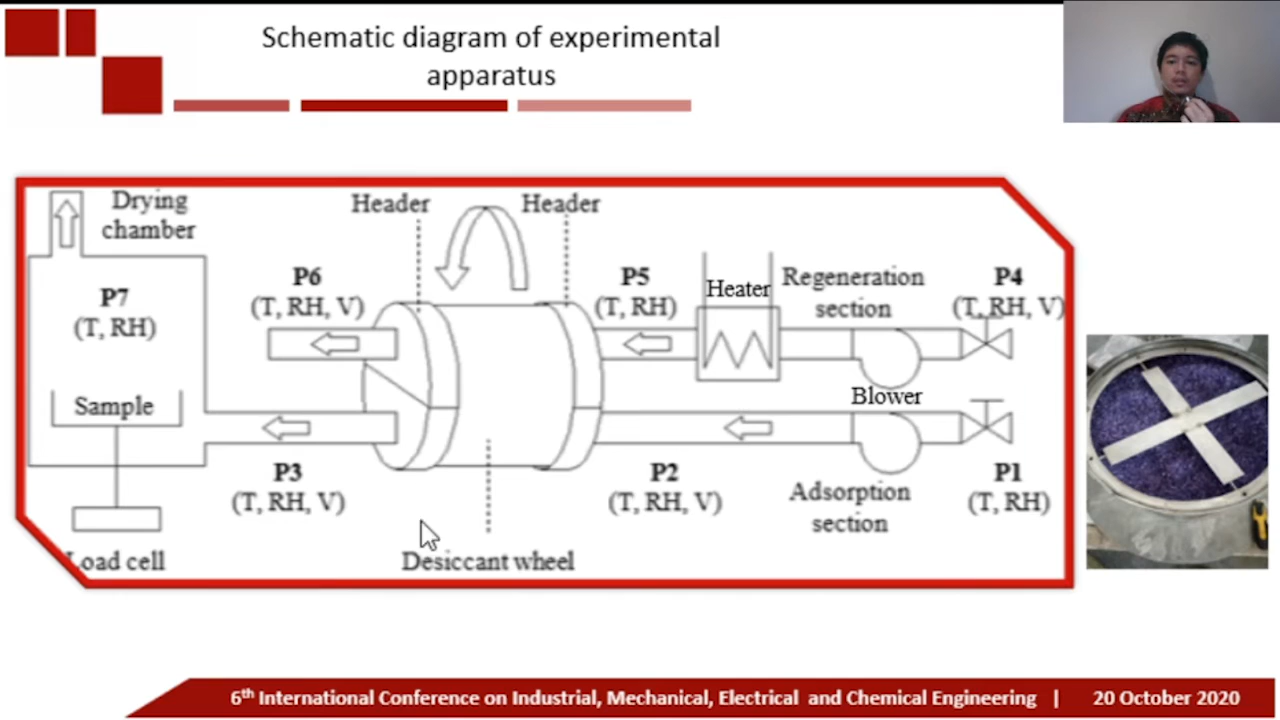 Schematic diagram of experimental
apparatus
Drying
chamber
Header
Header
P7
(T, RH)
P6
(T, RH, V)
P5
(T, RH)
Heater
Regeneration
section
P4
(T, RH, V)
Sample
Blower
P3
(T, RH, V)
P2
(T, RH, V)
Adsorption
section
P1
(T, RH)
Load cell
Desiccant wheel
6th International Conference on Industrial, Mechanical, Electrical and Chemical Engineering | 20 October 2020